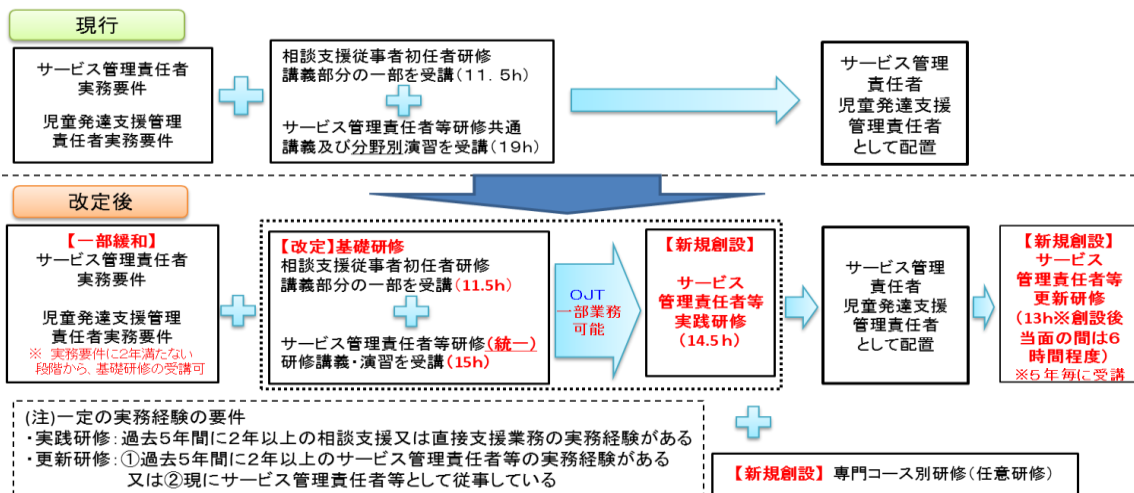 現行
サービス管理責任者
実務要件
児童発達支援管理
責任者実務要件
相談支援従事者初任者研修
講義部分の一部を受講(11.5h)
サービス管理責任者等研修共通
講義及び分野別演習を受講(19h)
サービス管理
責任者
児童発達支援
管理責任者
として配置
改定後
【一部緩和】
サービス管理責任者
実務要件
児童発達支援管理
責任者実務要件
※ 実務要件に2年満たない
段階から、基礎研修の受講可
【改定】基礎研修
相談支援従事者初任者研修
講義部分の一部を受講(11.5h)
サービス管理責任者等研修(統一)
研修講義・演習を受講(15h)
OJT
一部業務
可能
【新規創設】
サービス
管理責任者等
実践研修
(14.5h)
サービス管理
責任者
児童発達支援
管理責任者
として配置
【新規創設】
サービス
管理責任者等
更新研修
(13h※創設後
当面の間は6
時間程度)
※5年毎に受講
(注)一定の実務経験の要件
・実践研修:過去5年間に2年以上の相談支援又は直接支援業務の実務経験がある
・更新研修:①過去5年間に2年以上のサービス管理責任者等の実務経験がある
又は②現にサービス管理責任者等として従事している
【新規創設】 専門コース別研修(任意研修)